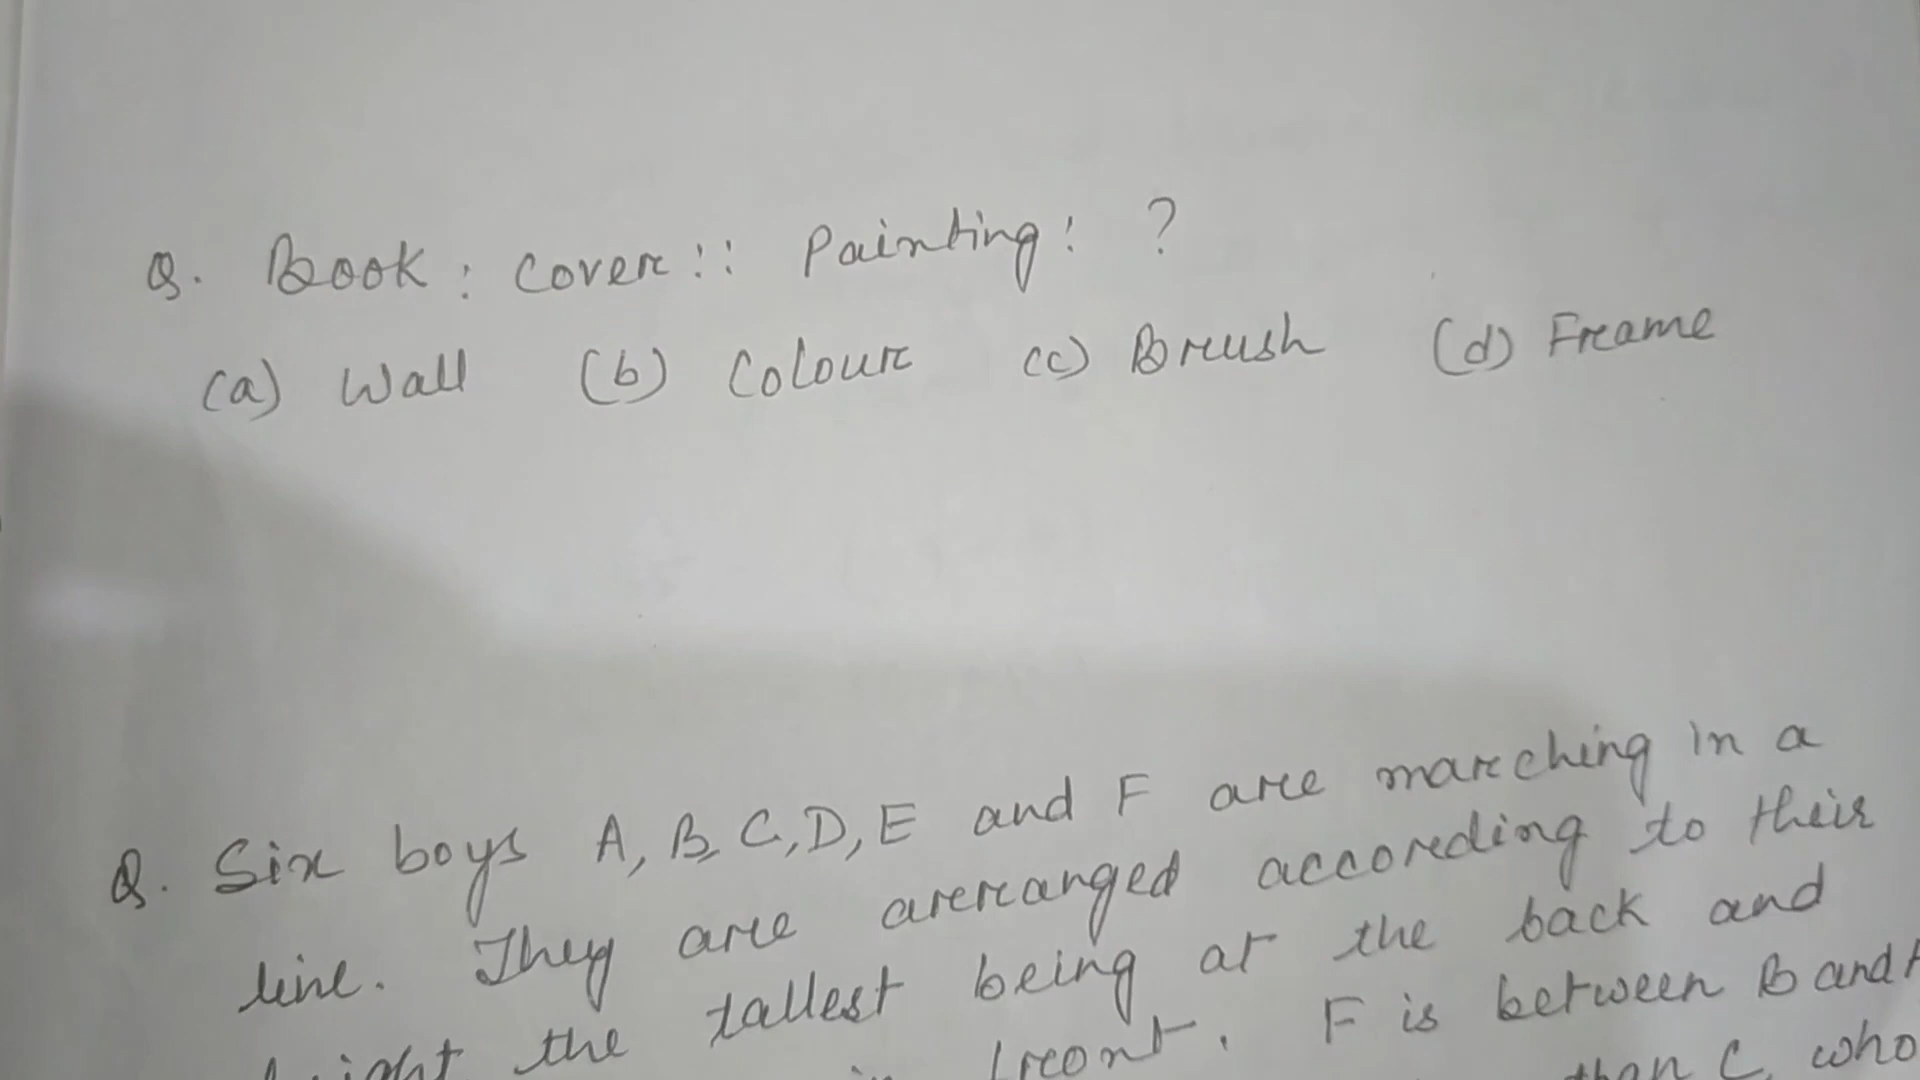 Q. Book : Cover :: Painting : ?
(a) Wall (b) Colour (c) Brush (d) Frame
Q. Six boys A, B, C, D, E and F are marching in a
line. They are arranged according to their
the tallest being at the back and
in front. F is between B and
than C, who